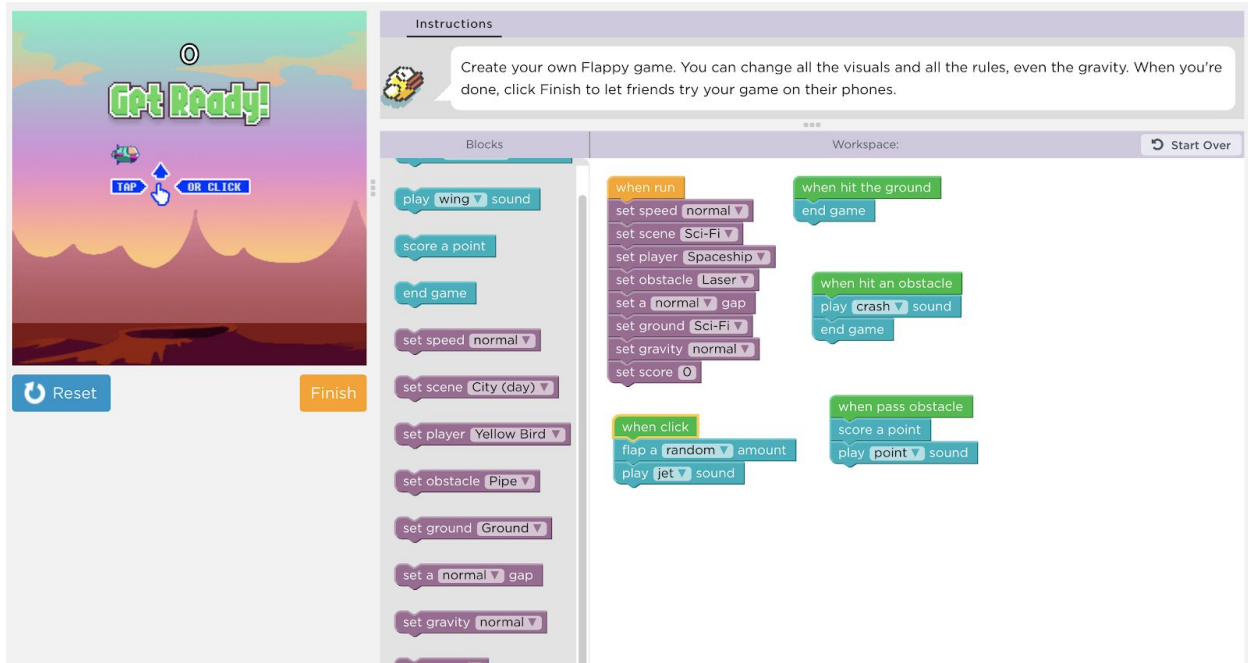 0
Get Ready!
TAP
OR CLICK
Reset
Finish
Instructions
Create your own Flappy game. You can change all the visuals and all the rules, even the gravity. When you're
done, click Finish to let friends try your game on their phones.
Blocks
Workspace:
Start Over
play wing ▼ sound
score a point
end game
set speed normal ▼
set scene City (day) ▼
set player Yellow Bird ▼
set obstacle Pipe ▼
set ground Ground ▼
set a normal ▼ gap
set gravity normal ▼
when run
set speed normal ▼
set scene Sci-Fi ▼
set player Spaceship ▼
set obstacle Laser ▼
set a normal ▼ gap
set ground Sci-Fi ▼
set gravity normal ▼
set score 0
when click
flap a random ▼ amount
play jet ▼ sound
when hit the ground
end game
when hit an obstacle
play crash ▼ sound
end game
when pass obstacle
score a point
play point ▼ sound